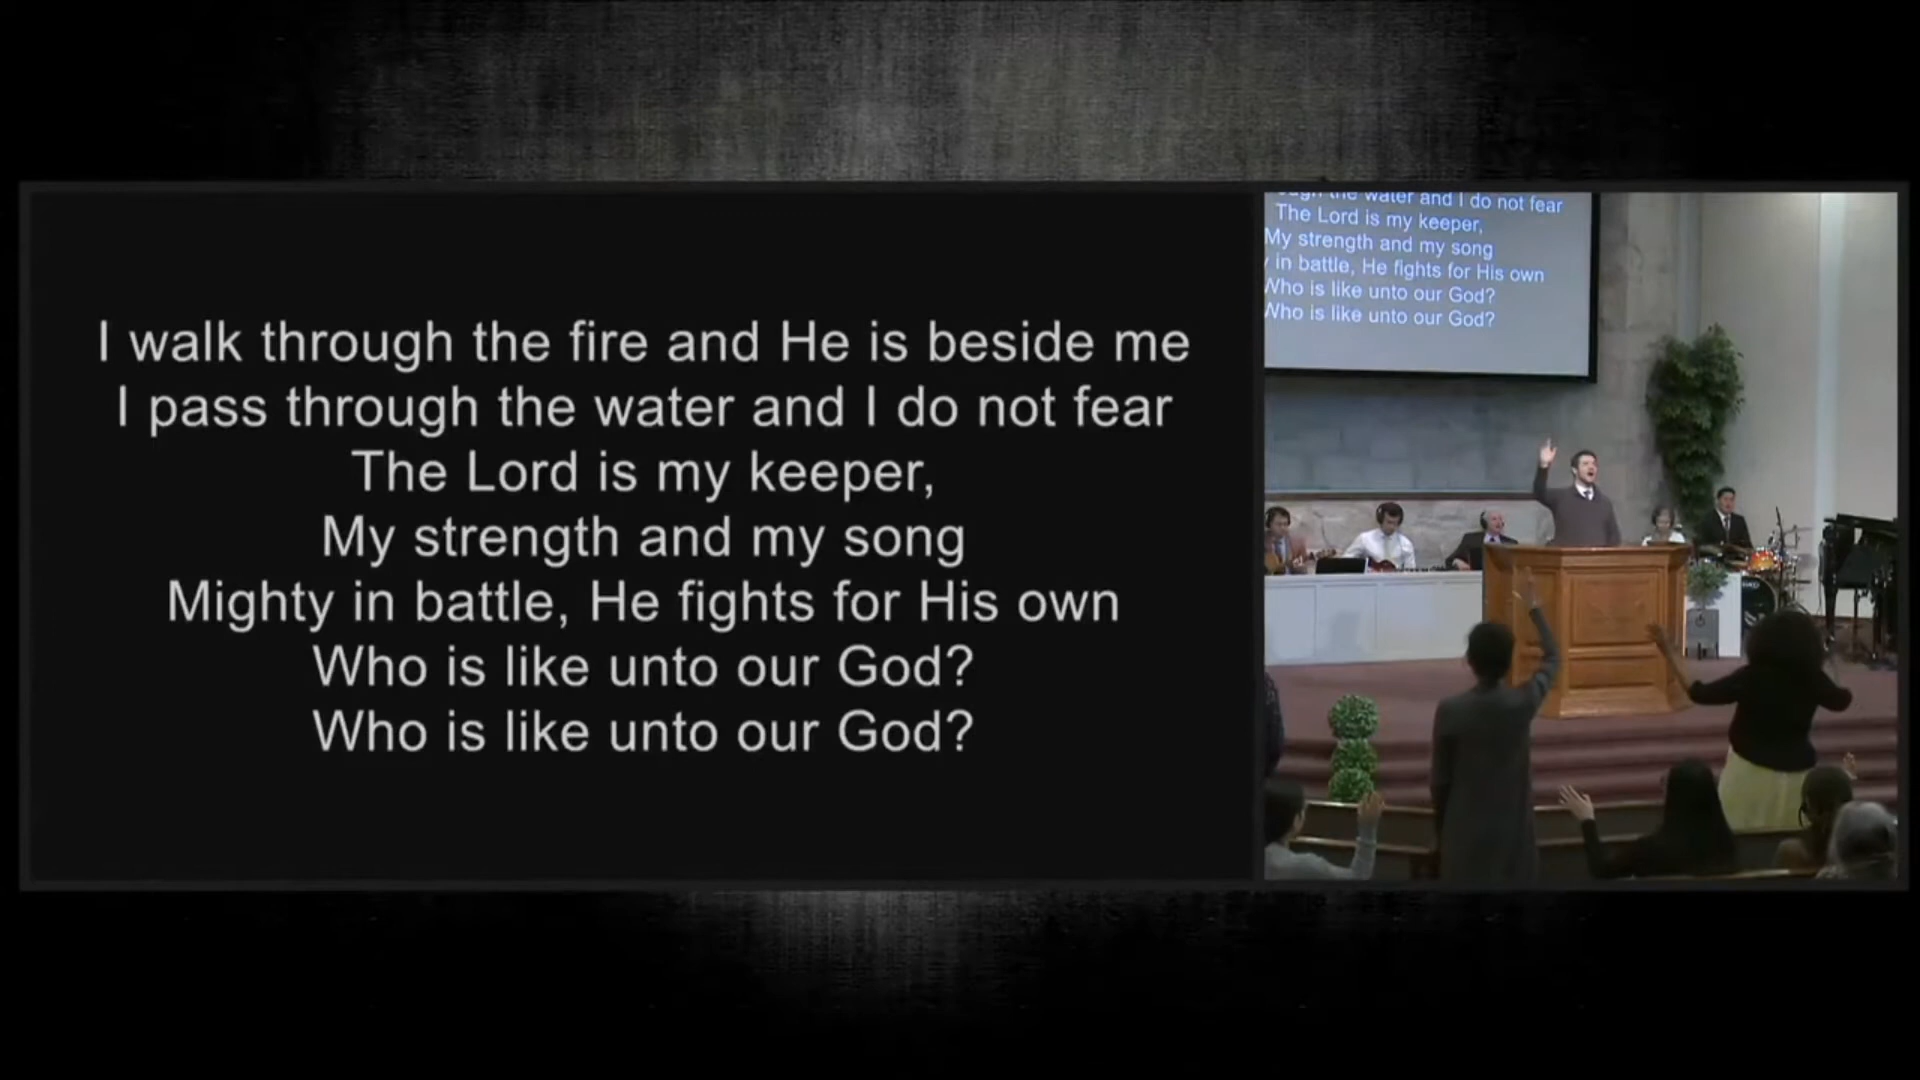 I walk through the fire and He is beside me
I pass through the water and I do not fear
The Lord is my keeper,
My strength and my song
Mighty in battle, He fights for His own
Who is like unto our God?
Who is like unto our God?
the water and I do not fear
The Lord is my keeper,
My strength and my song
in battle, He fights for His own
Who is like unto our God?
Who is like unto our God?